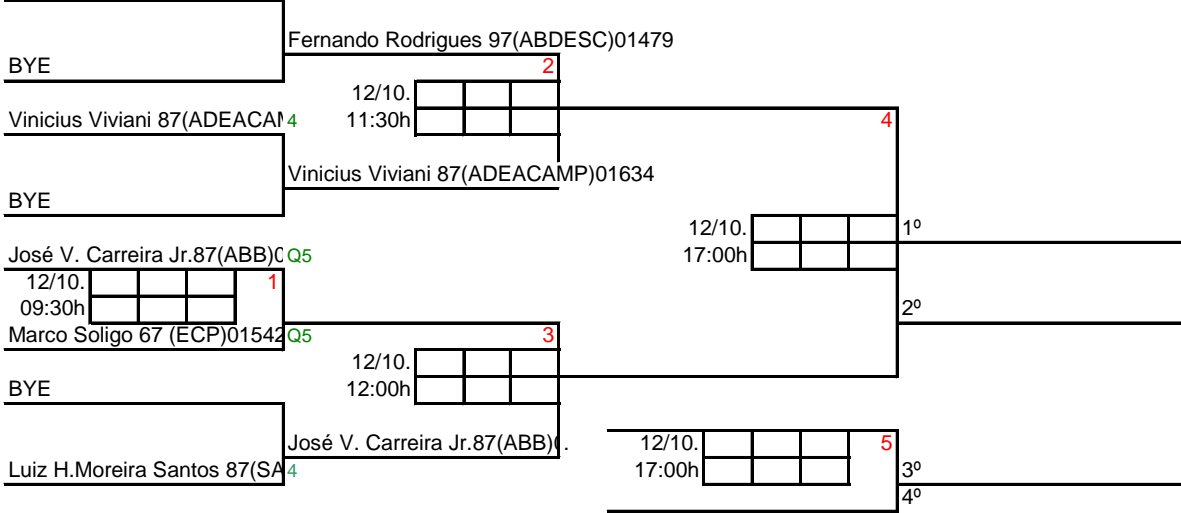 Fernando Rodrigues 97(ABDESC)01479
BYE
2
12/10.
11:30h
Vinicius Viviani 87(ADEACAM 4
4
Vinicius Viviani 87(ADEACAMP)01634
BYE
12/10.
17:00h
1º
José V. Carreira Jr.87(ABB)0 Q5
12/10.
09:30h
1
2º
Marco Soligo 67 (ECP)01542 Q5
3
12/10.
12:00h
BYE
José V. Carreira Jr.87(ABB)0.
12/10.
17:00h
5
Luiz H.Moreira Santos 87(SA 4
3º
4º